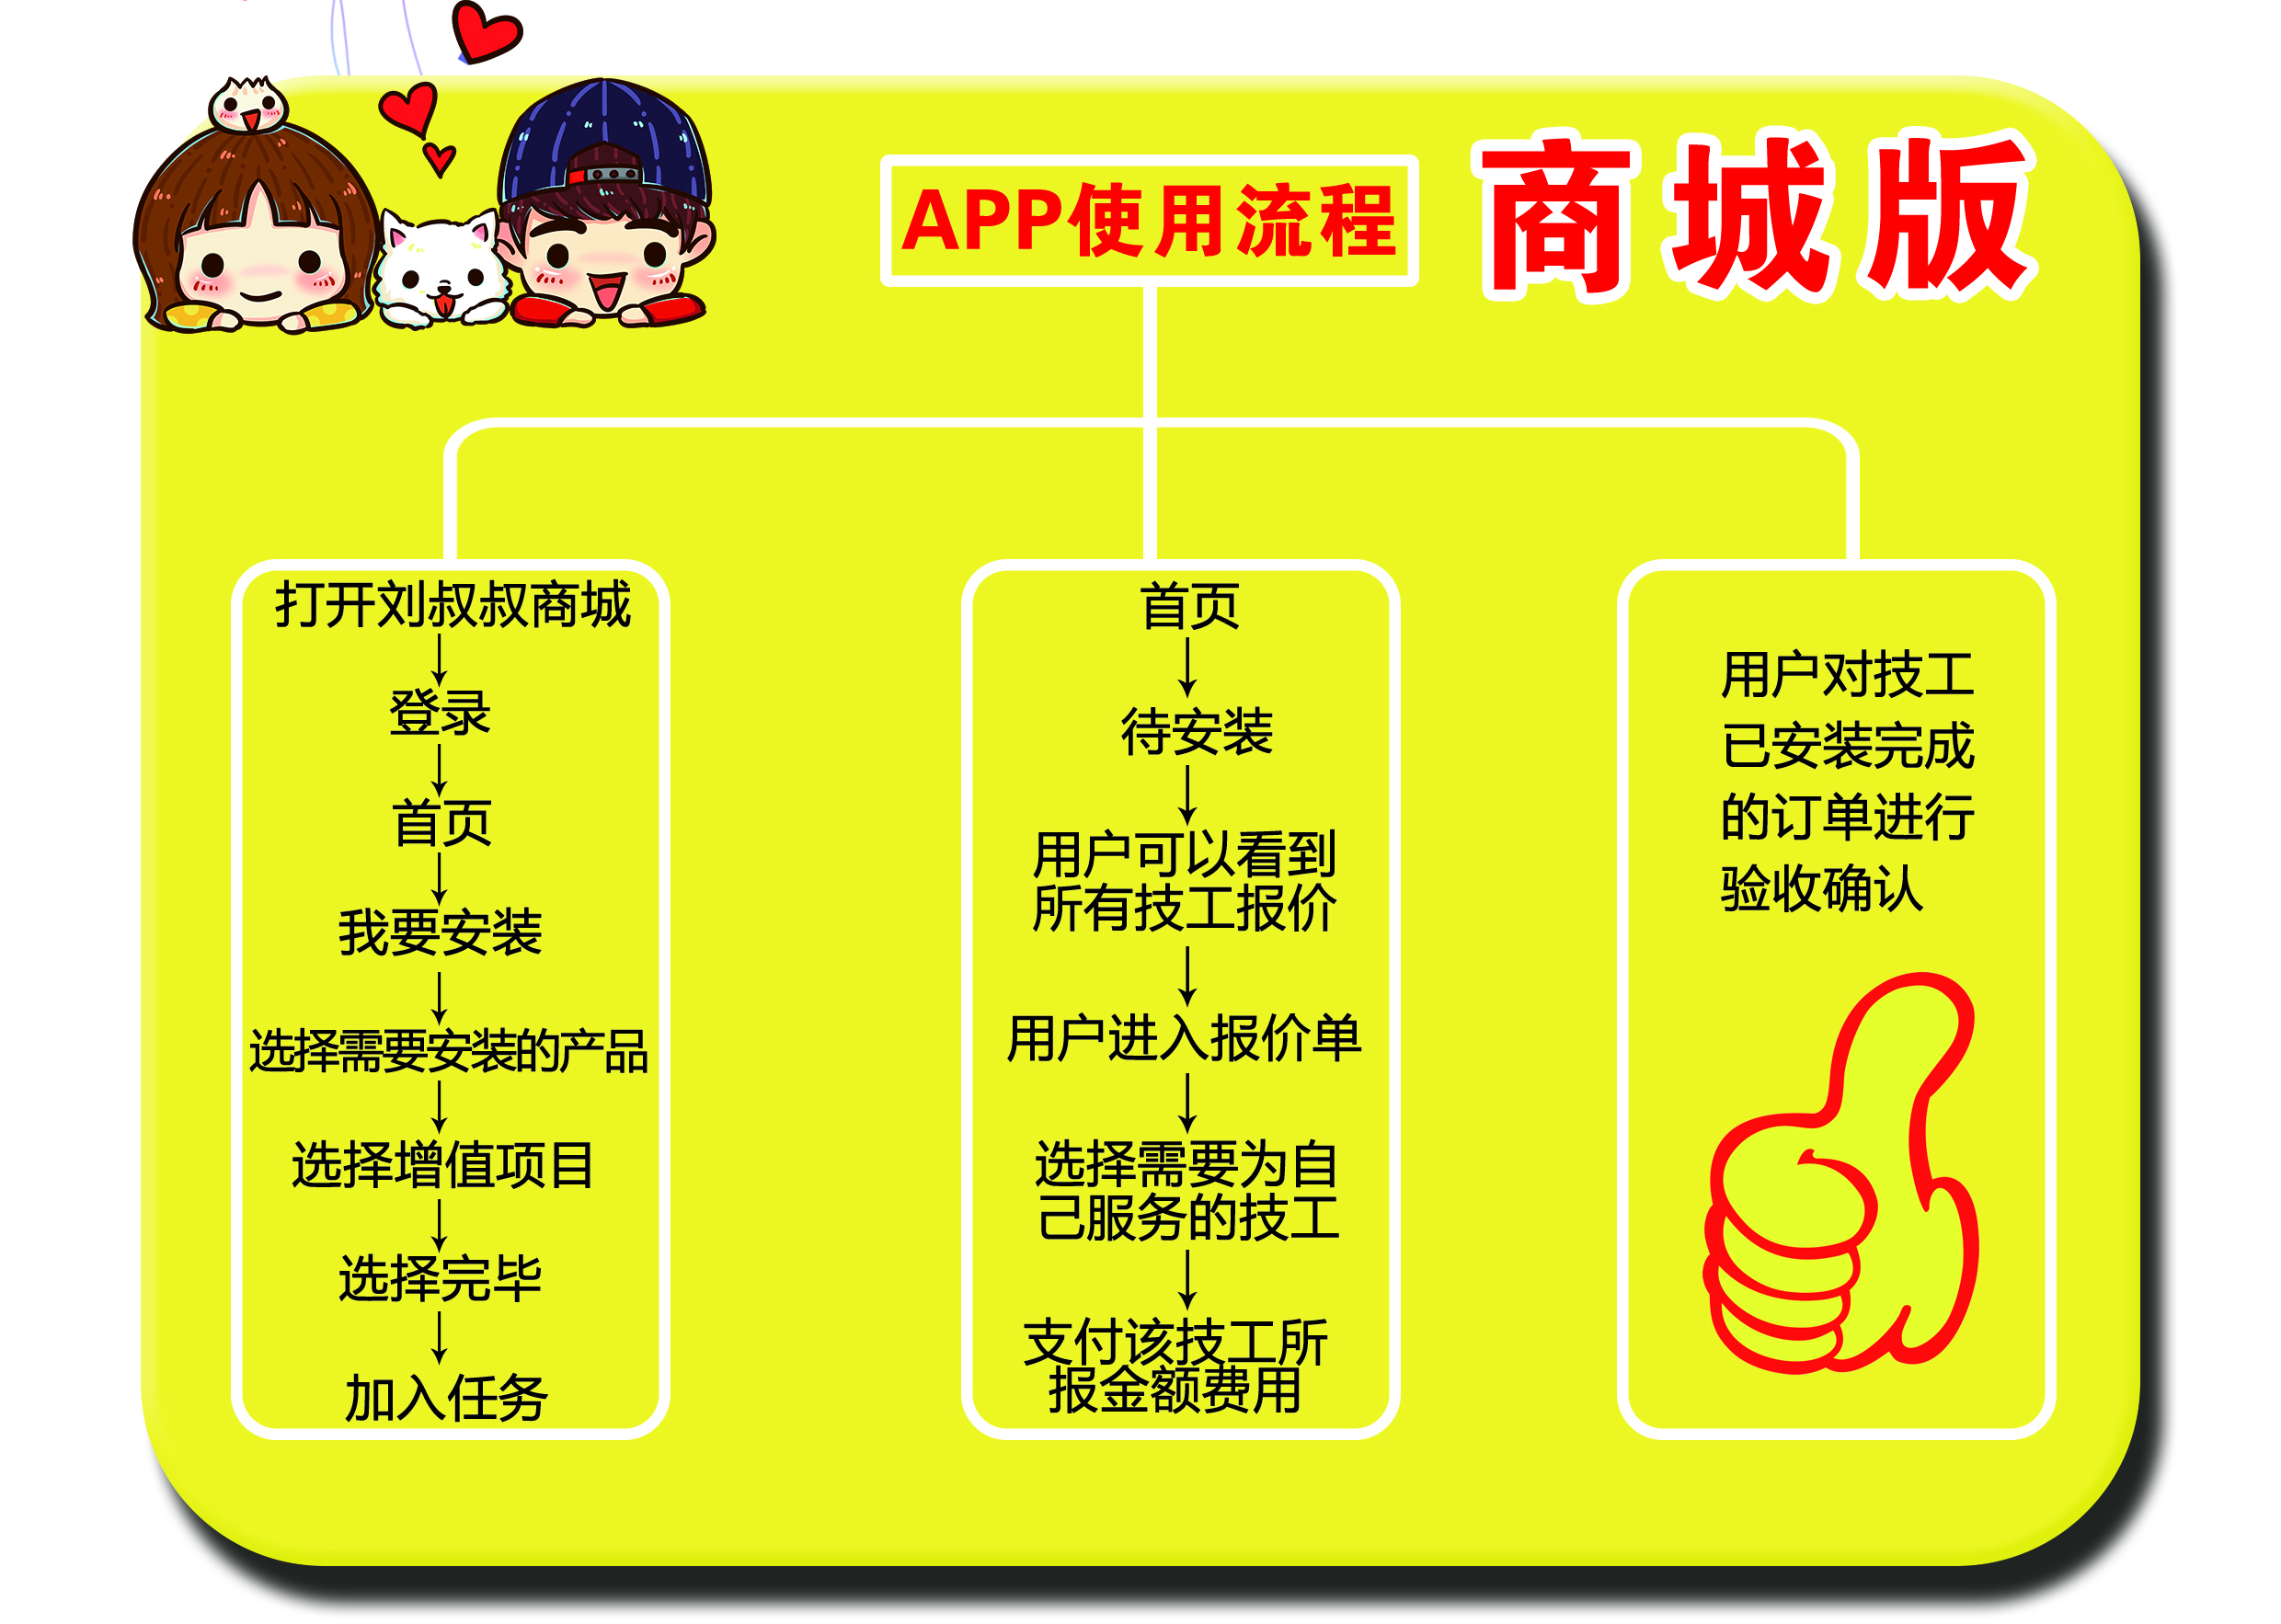 APP使用流程
商城版
打开刘叔叔商城
登录
首页
我要安装
选择需要安装的产品
选择增值项目
选择完毕
加入任务
首页
待安装
用户可以看到
所有技工报价
用户进入报价单
选择需要为自
己服务的技工
支付该技工所
报金额费用
用户对技工
已安装完成
的订单进行
验收确认